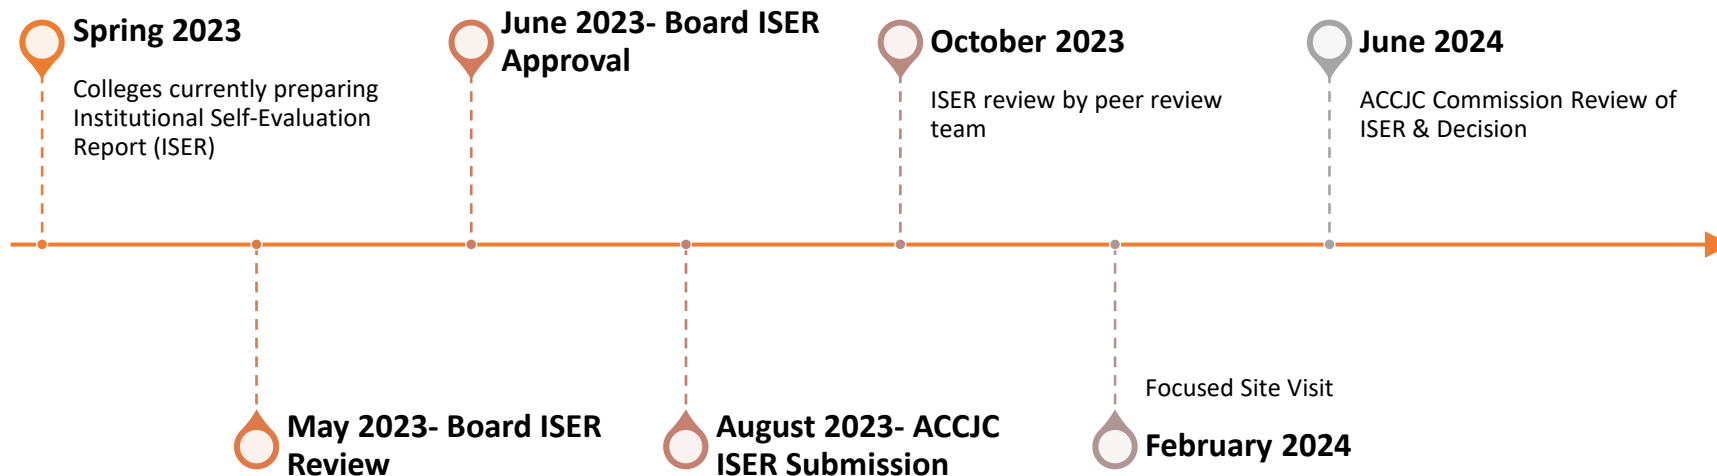 Spring 2023
Colleges currently preparing
Institutional Self-Evaluation
Report (ISER)
May 2023- Board ISER
Review
June 2023- Board ISER
Approval
August 2023- ACCJC
ISER Submission
October 2023
ISER review by peer review
team
Focused Site Visit
February 2024
June 2024
ACCJC Commission Review of
ISER & Decision